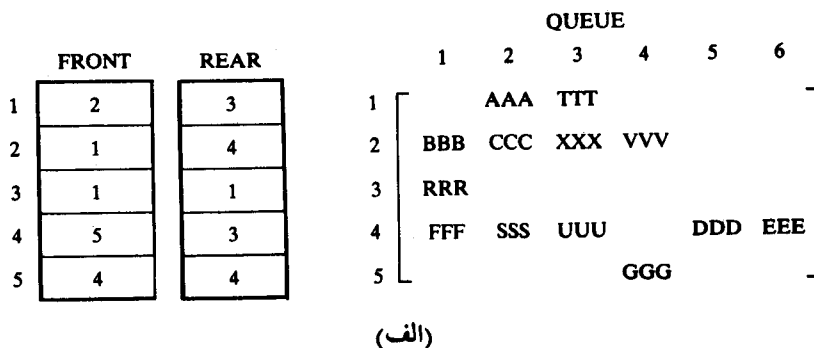 QUEUE
FRONT REAR 1 2 3 4 5 6
1 2 3 1 AAA TTT
2 1 4 2 BBB CCC XXX VVV
3 1 1 3 RRR
4 5 3 4 FFF SSS UUU DDD EEE
5 4 4 5 GGG
(الف)